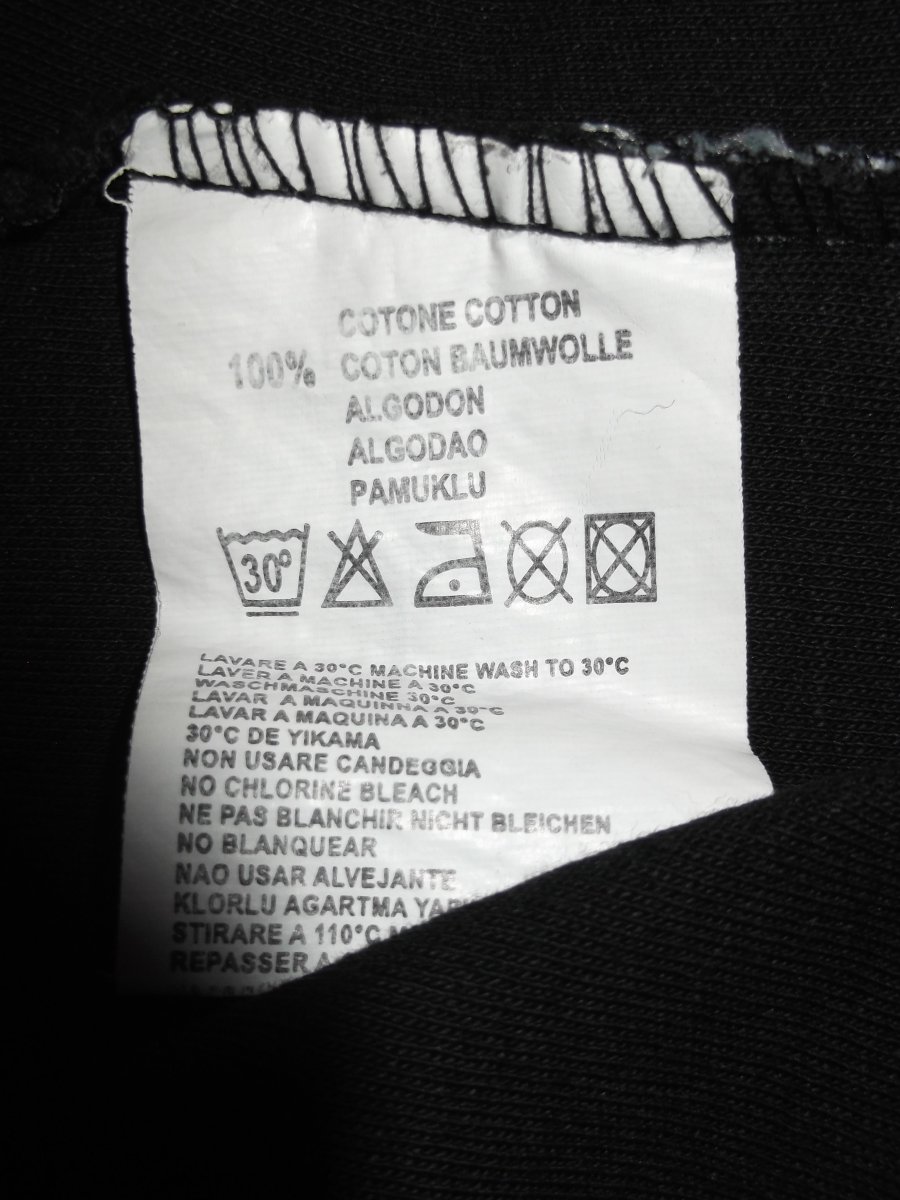 COTONE COTTON
100% COTON BAUMWOLLE
ALGODON
ALGODAO
PAMUKLU
30°
LAVARE A 30°C MACHINE WASH TO 30°C
LAVER A MACHINE A 30°C
WASCHMASCHINE 30°C
LAVAR A MAQUINNA A 30°C
LAVAR A MAQUINA A 30°C
30°C DE YIKAMA
NON USARE CANDEGGIA
NO CHLORINE BLEACH
NE PAS BLANCHIR NICHT BLEICHEN
NO BLANQUEAR
NAO USAR ALVEJANTE
KLORLU AGARTMA
STIRARE A 110°C
REPASSER A